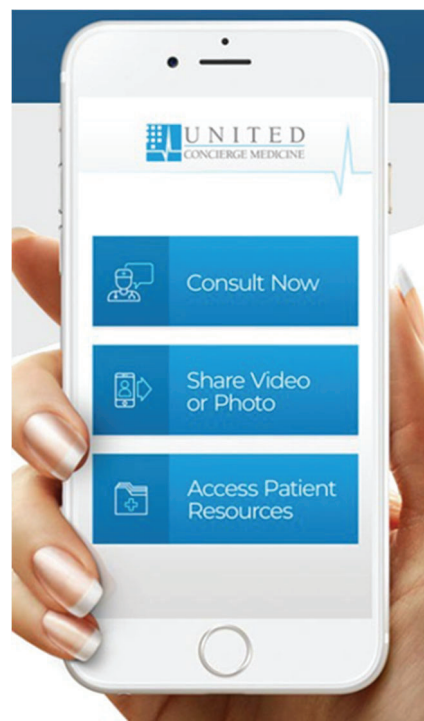 UNITED
CONCIERGE MEDICINE
Consult Now
Share Video
or Photo
Access Patient
Resources